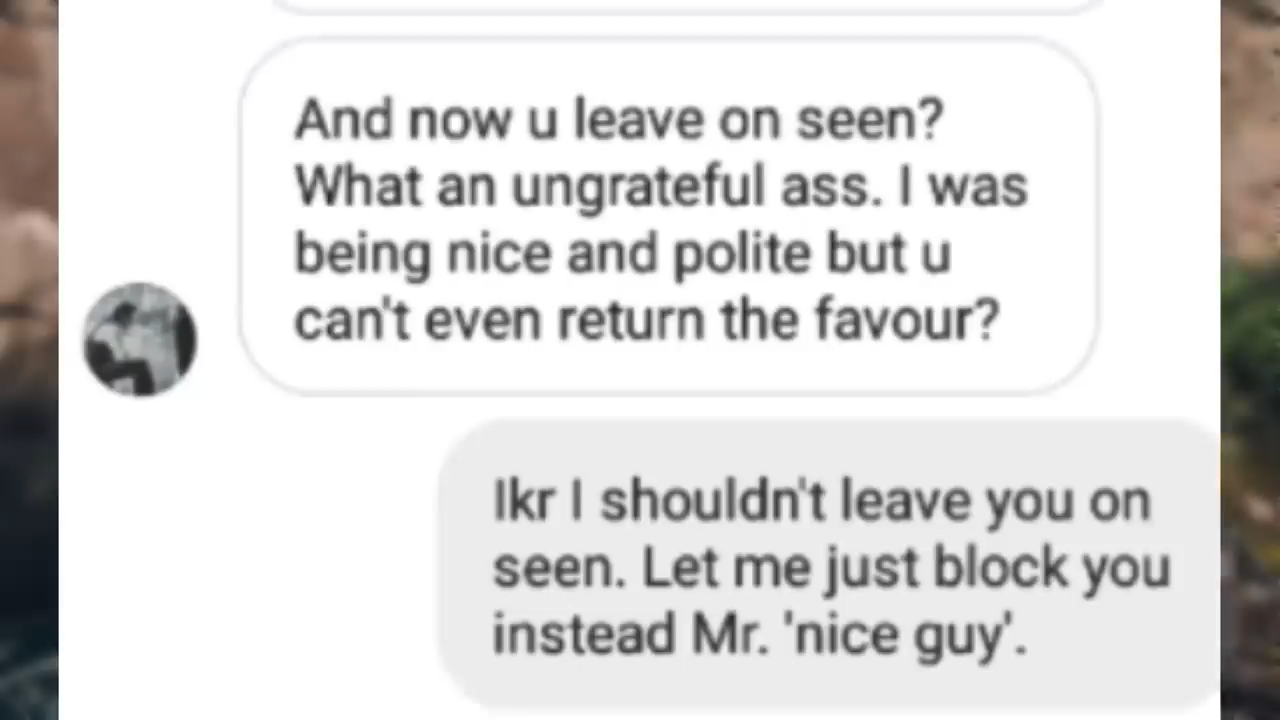 And now u leave on seen?
What an ungrateful ass. I was
being nice and polite but u
can't even return the favour?
Ikr I shouldn't leave you on
seen. Let me just block you
instead Mr. 'nice guy'.